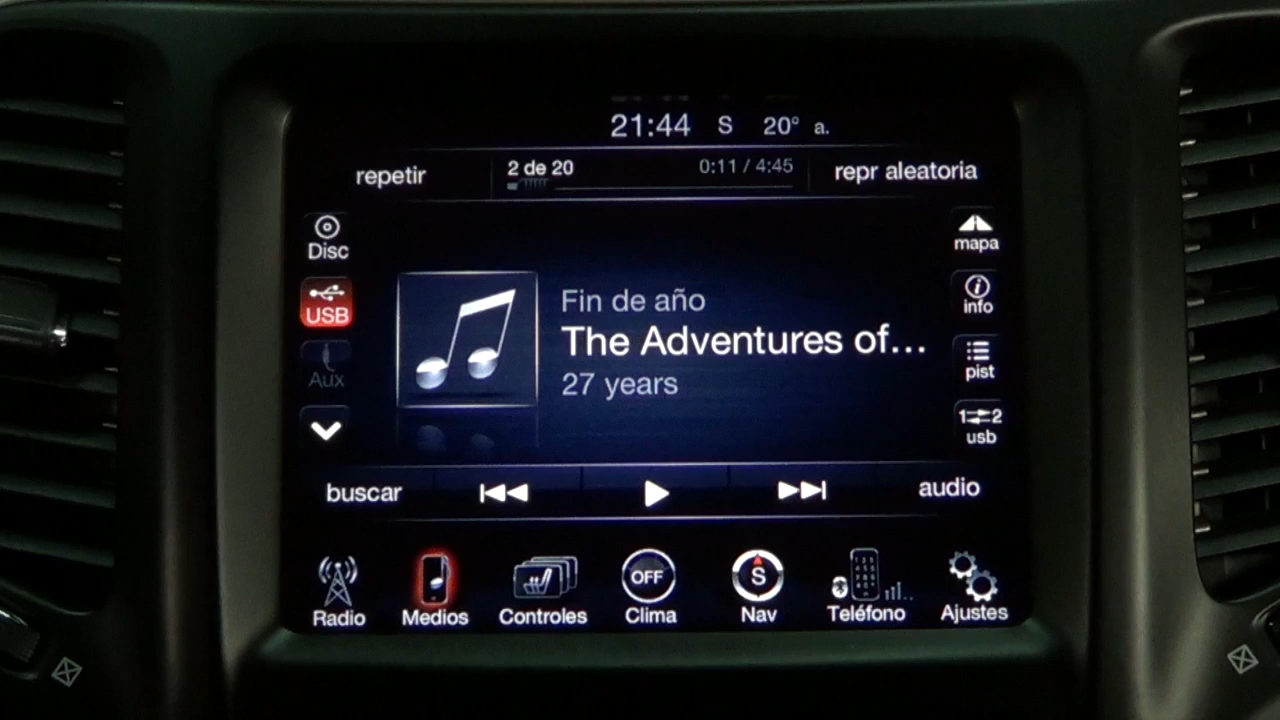 21:44 S 20° a.
repetir 2 de 20 0:11 / 4:45 repr aleatoria
Disc
USB
Aux
Fin de año
The Adventures of...
27 years
mapa
info
pist
1 2
usb
buscar audio
OFF S
Radio Medios Controles Clima Nav Teléfono Ajustes